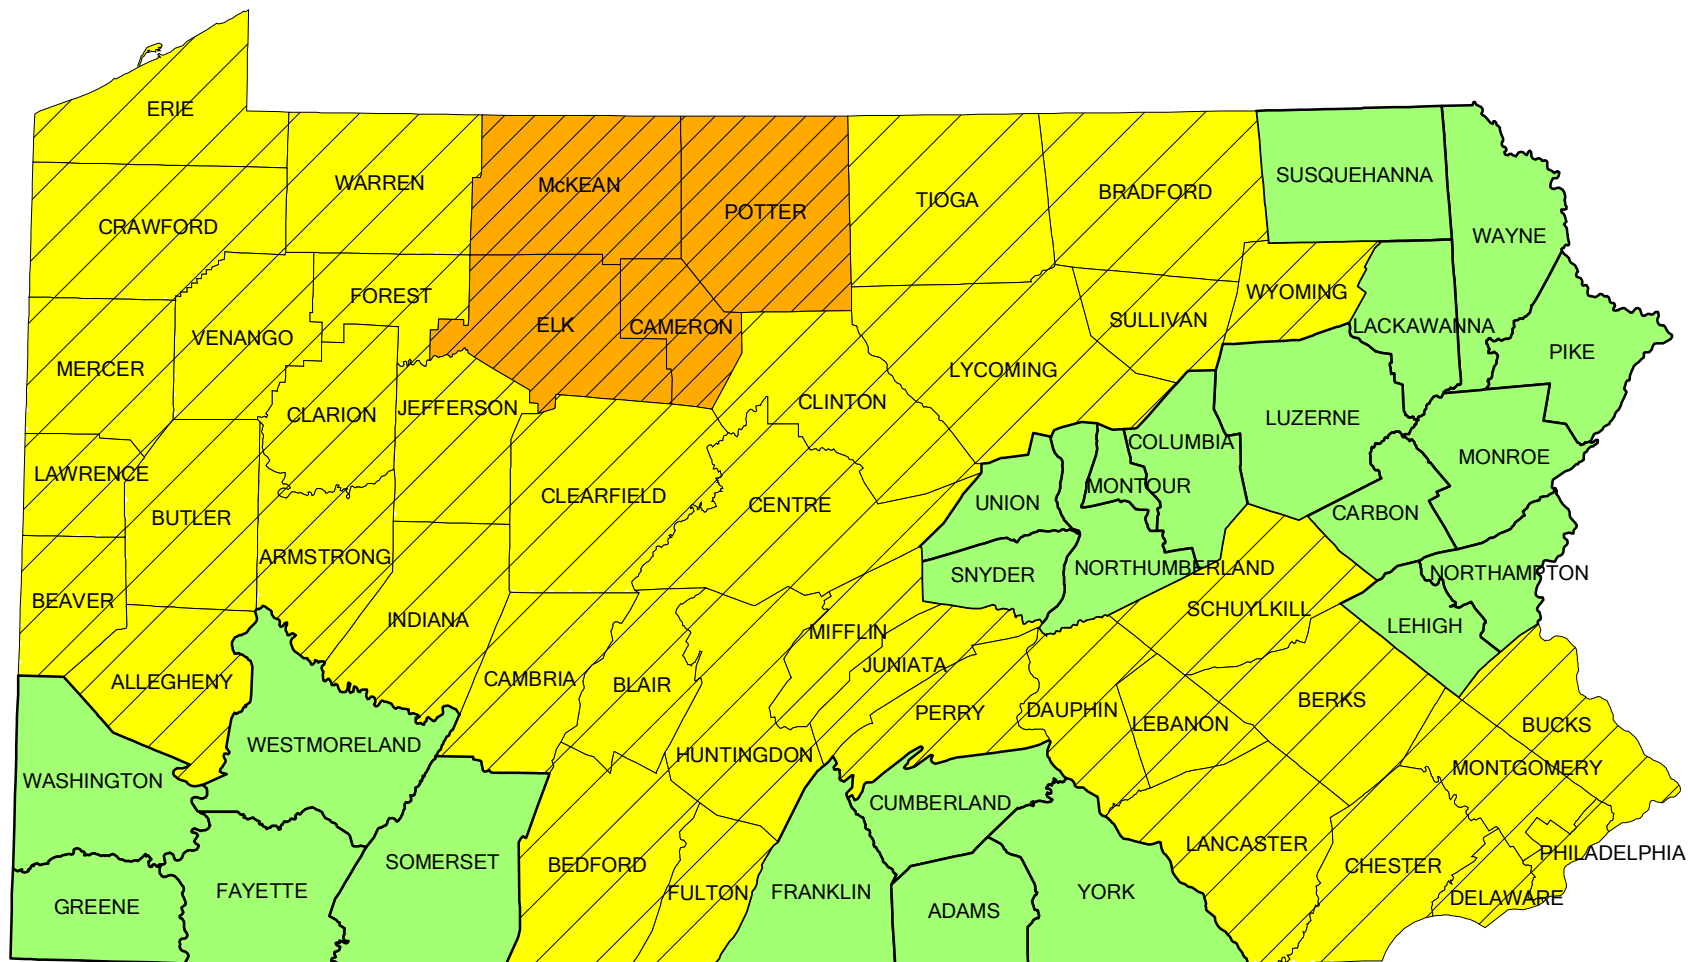 ERIE
SUSQUEHANNA
WARREN
McKEAN
BRADFORD
TIOGA
POTTER
CRAWFORD
WAYNE
WYOMING
FOREST
SULLIVAN
ELK
CAMERON
LACKAWANNA
VENANGO
PIKE
MERCER
LYCOMING
CLINTON
JEFFERSON
CLARION
LUZERNE
COLUMBIA
MONROE
LAWRENCE
MONTOUR
CLEARFIELD
CENTRE
UNION
CARBON
BUTLER
ARMSTRONG
NORTHUMBERLAND
SNYDER
NORTHAMPTON
BEAVER
SCHUYLKILL
INDIANA
LEHIGH
MIFFLIN
JUNIATA
CAMBRIA
ALLEGHENY
BLAIR
BERKS
DAUPHIN
PERRY
LEBANON
BUCKS
WESTMORELAND
HUNTINGDON
MONTGOMERY
WASHINGTON
CUMBERLAND
LANCASTER
PHILADELPHIA
SOMERSET
BEDFORD
CHESTER
FAYETTE
FULTON
FRANKLIN
YORK
DELAWARE
GREENE
ADAMS